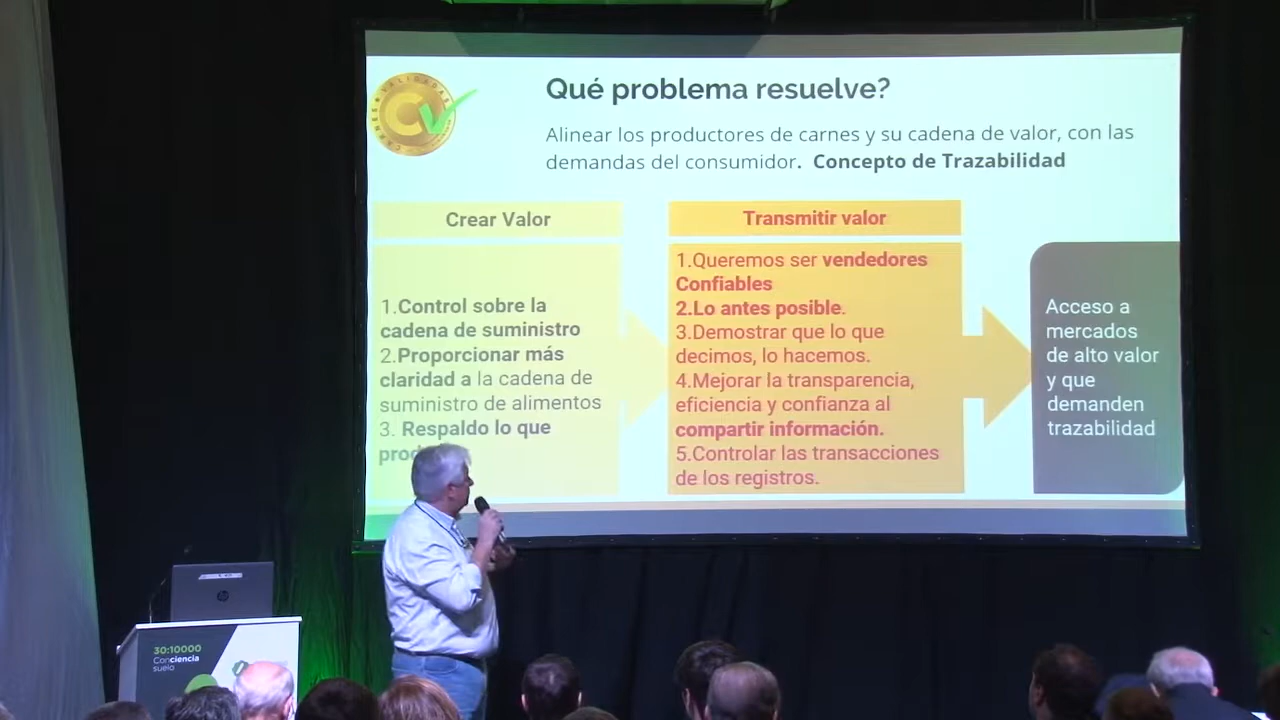 Qué problema resuelve?
Alinear los productores de carnes y su cadena de valor, con las
demandas del consumidor. Concepto de Trazabilidad
CARNES VALIDADAS
CV
Crear Valor
1.Control sobre la
cadena de suministro
2.Proporcionar más
claridad a la cadena de
suministro de alimentos
3. Respaldo lo que
Transmitir valor
1.Queremos ser vendedores
Confiables
2.Lo antes posible.
3.Demostrar que lo que
decimos, lo hacemos.
4.Mejorar la transparencia,
eficiencia y confianza al
compartir información.
5.Controlar las transacciones
de los registros.
Acceso a
mercados
de alto valor
y que
demanden
trazabilidad
hp
30:10000
Conciencia
suelo